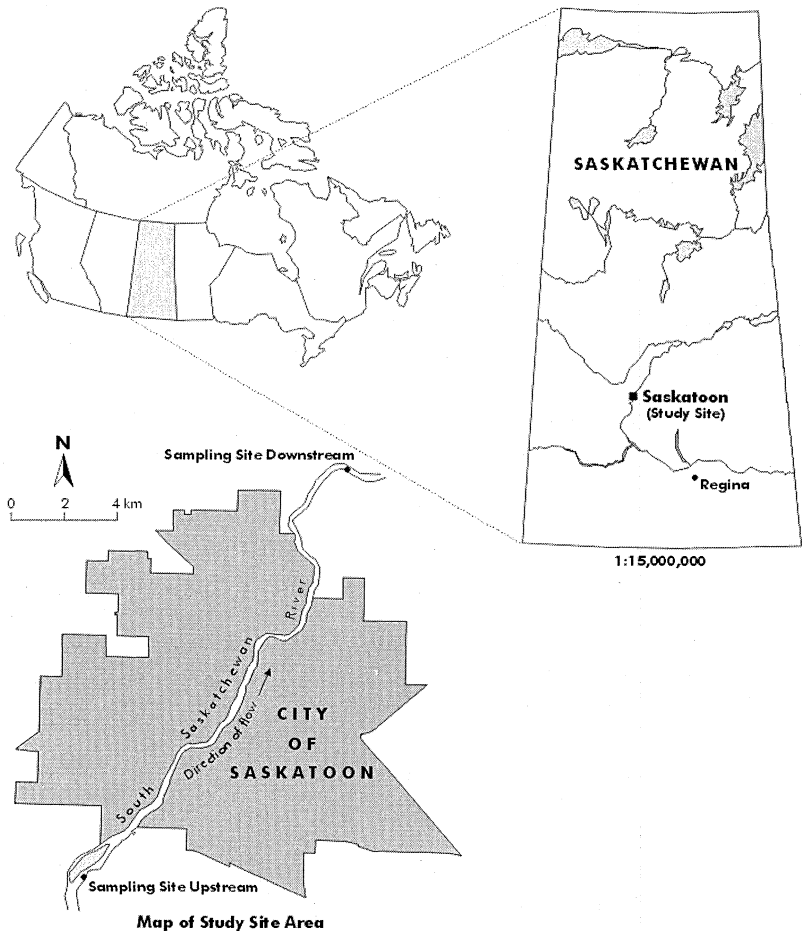 SASKATCHEWAN
Saskatoon
(Study Site)
Regina
1:15,000,000
N
0 2 4 km
Sampling Site Downstream
South Saskatchewan River
Direction of flow
CITY
OF
SASKATOON
Sampling Site Upstream
Map of Study Site Area